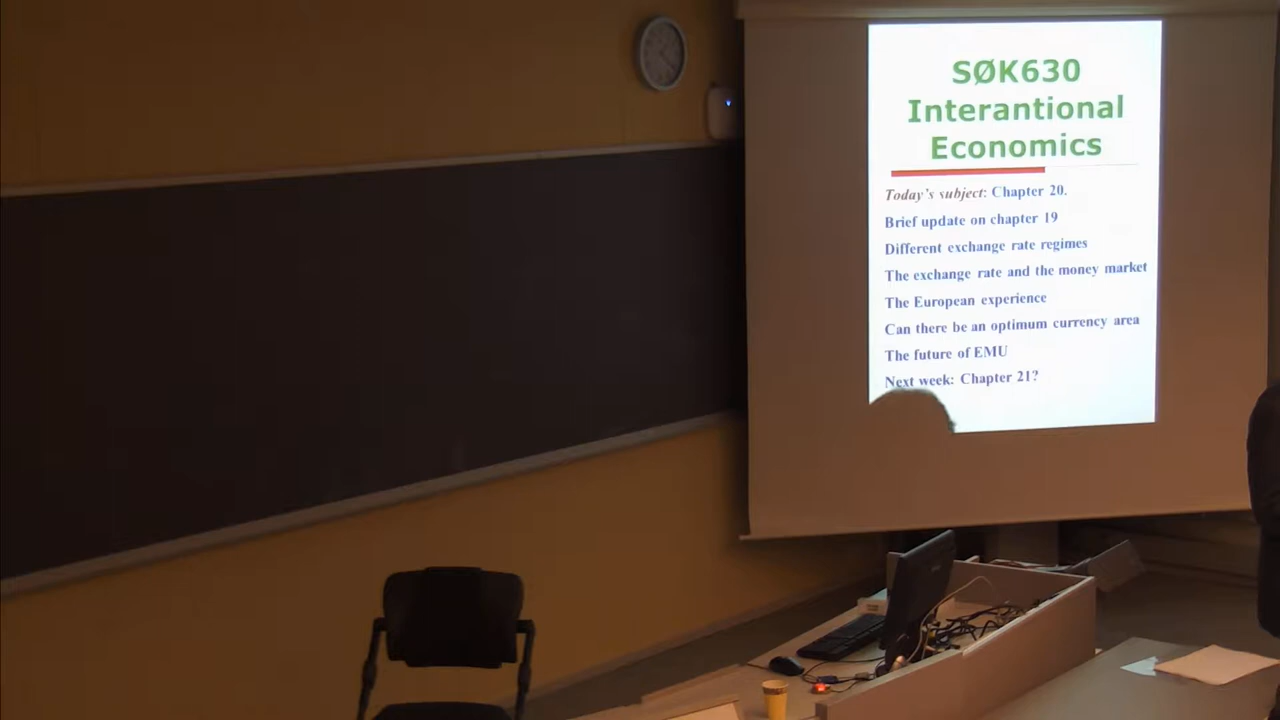 SØK630
Interantional
Economics
Today's subject: Chapter 20.
Brief update on chapter 19
Different exchange rate regimes
The exchange rate and the money market
The European experience
Can there be an optimum currency area
The future of EMU
Next week: Chapter 21?